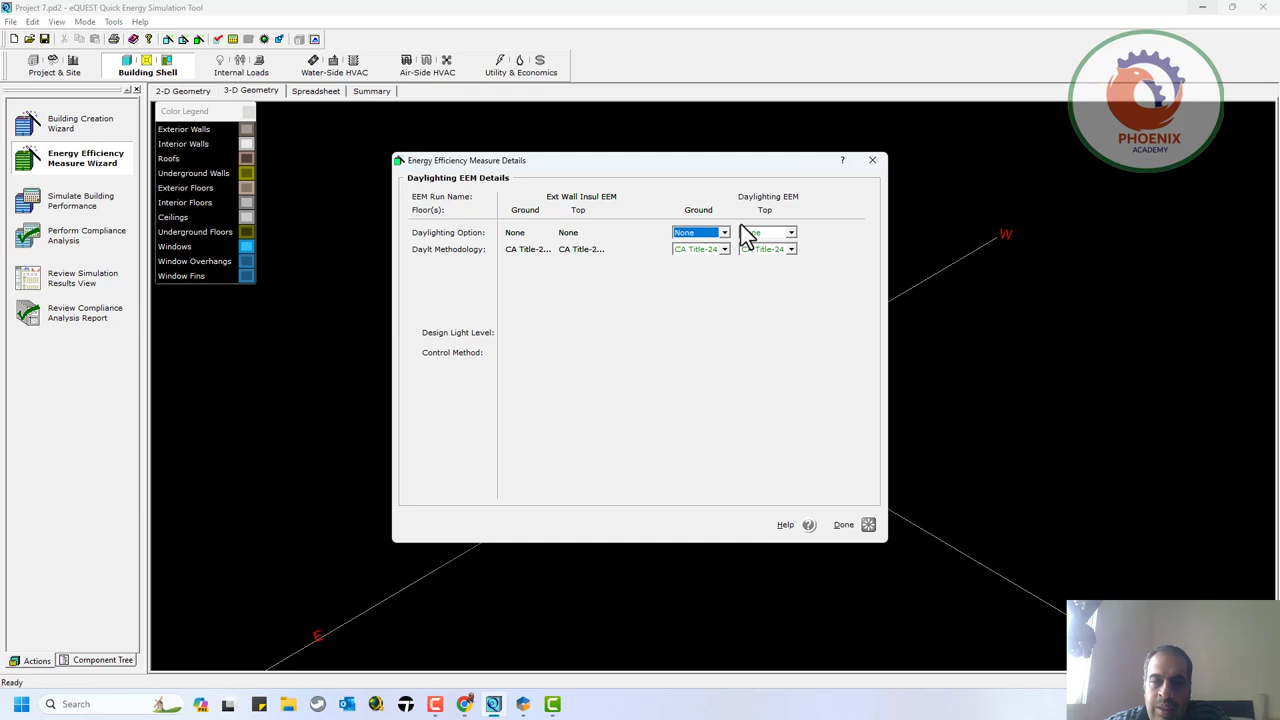 Project 7.pd2 - eQUEST Quick Energy Simulation Tool
File Edit View Mode Tools Help
Project & Site Building Shell Internal Loads Water-Side HVAC Air-Side HVAC Utility & Economics
2-D Geometry 3-D Geometry Spreadsheet Summary
Building Creation
Wizard
Energy Efficiency
Measure Wizard
Simulate Building
Performance
Perform Compliance
Analysis
Review Simulation
Results View
Review Compliance
Analysis Report
Actions Component Tree
Color Legend
Exterior Walls
Interior Walls
Roofs
Underground Walls
Exterior Floors
Interior Floors
Ceilings
Underground Floors
Windows
Window Overhangs
Window Fins
Energy Efficiency Measure Details ?
Daylighting EEM Details
EEM Run Name: Ext Wall Insul EEM Daylighting EEM
Floor(s): Ground Top Ground Top
Daylighting Option: None None None
Daylt Methodology: CA Title-2... CA Title-2... CA Title-24 CA Title-24
Design Light Level:
Control Method:
Help ? Done
W
E
PHOENIX
ACADEMY
Ready
Search